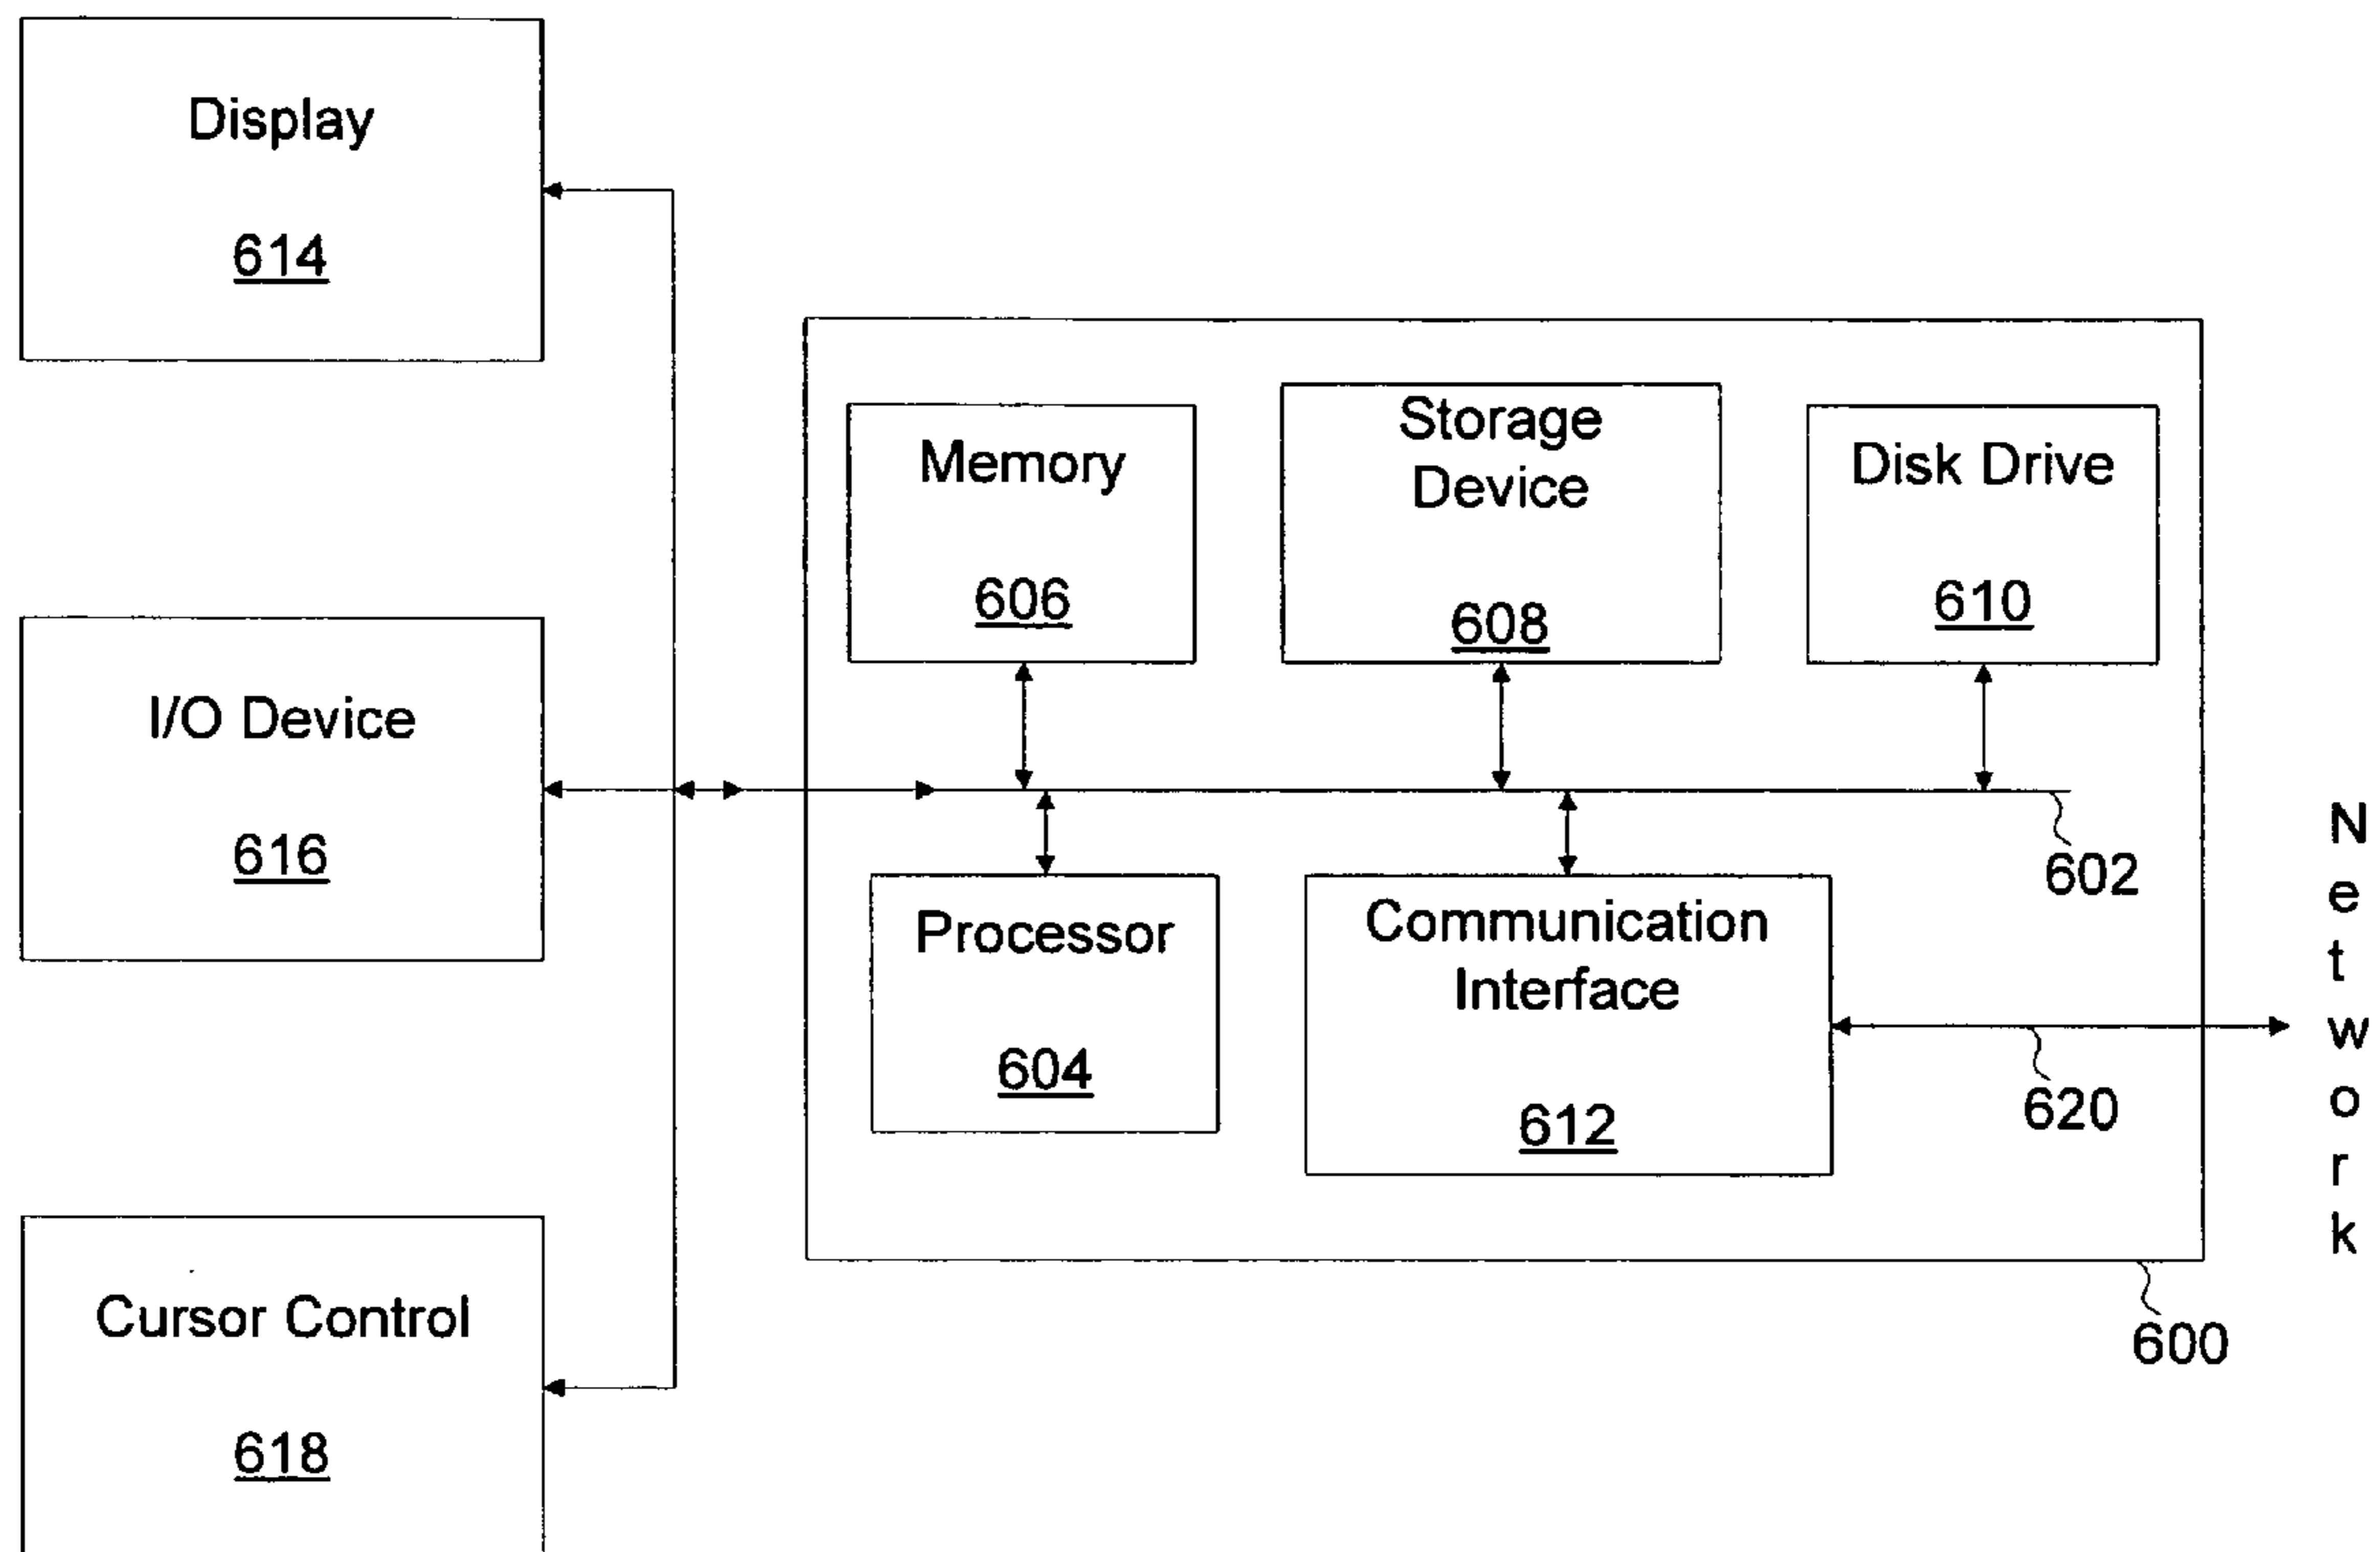 Display
614
Memory
606
Storage
Device
608
Disk Drive
610
I/O Device
616
602
Processor
604
Communication
Interface
612
620
Network
Cursor Control
618
600